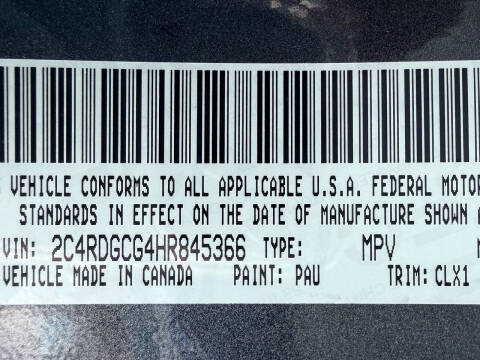 VEHICLE CONFORMS TO ALL APPLICABLE U.S.A. FEDERAL MOTOR
STANDARDS IN EFFECT ON THE DATE OF MANUFACTURE SHOWN
VIN: 2C4RDGCG4HR845366 TYPE: MPV
VEHICLE MADE IN CANADA PAINT: PAU TRIM: CLX1